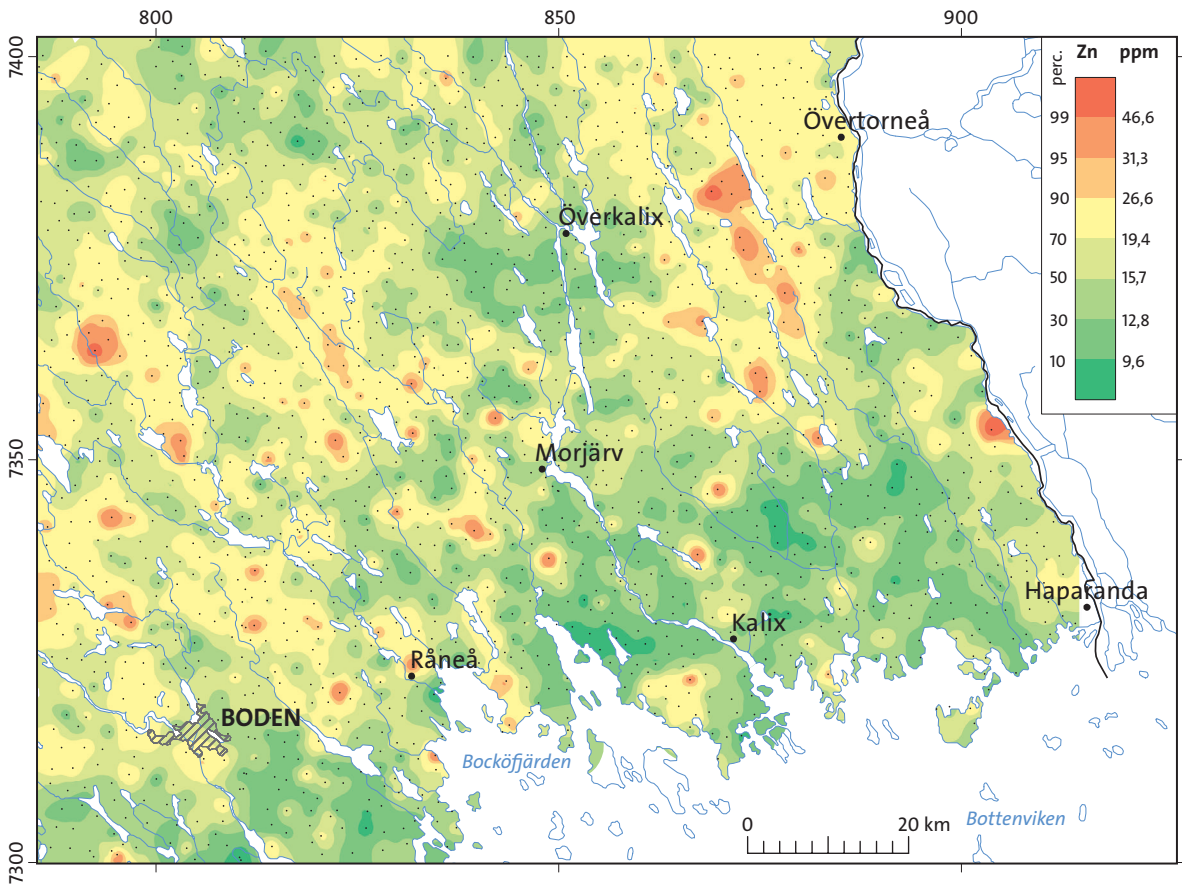 800 850 900
7400
7350
7300
perc. Zn ppm
99 46,6
95 31,3
90 26,6
70 19,4
50 15,7
30 12,8
10 9,6
Övertorneå
Överkalix
Morjärv
Haparanda
Kalix
Råneå
BODEN
Bocköfjärden
Bottenviken
0 20 km